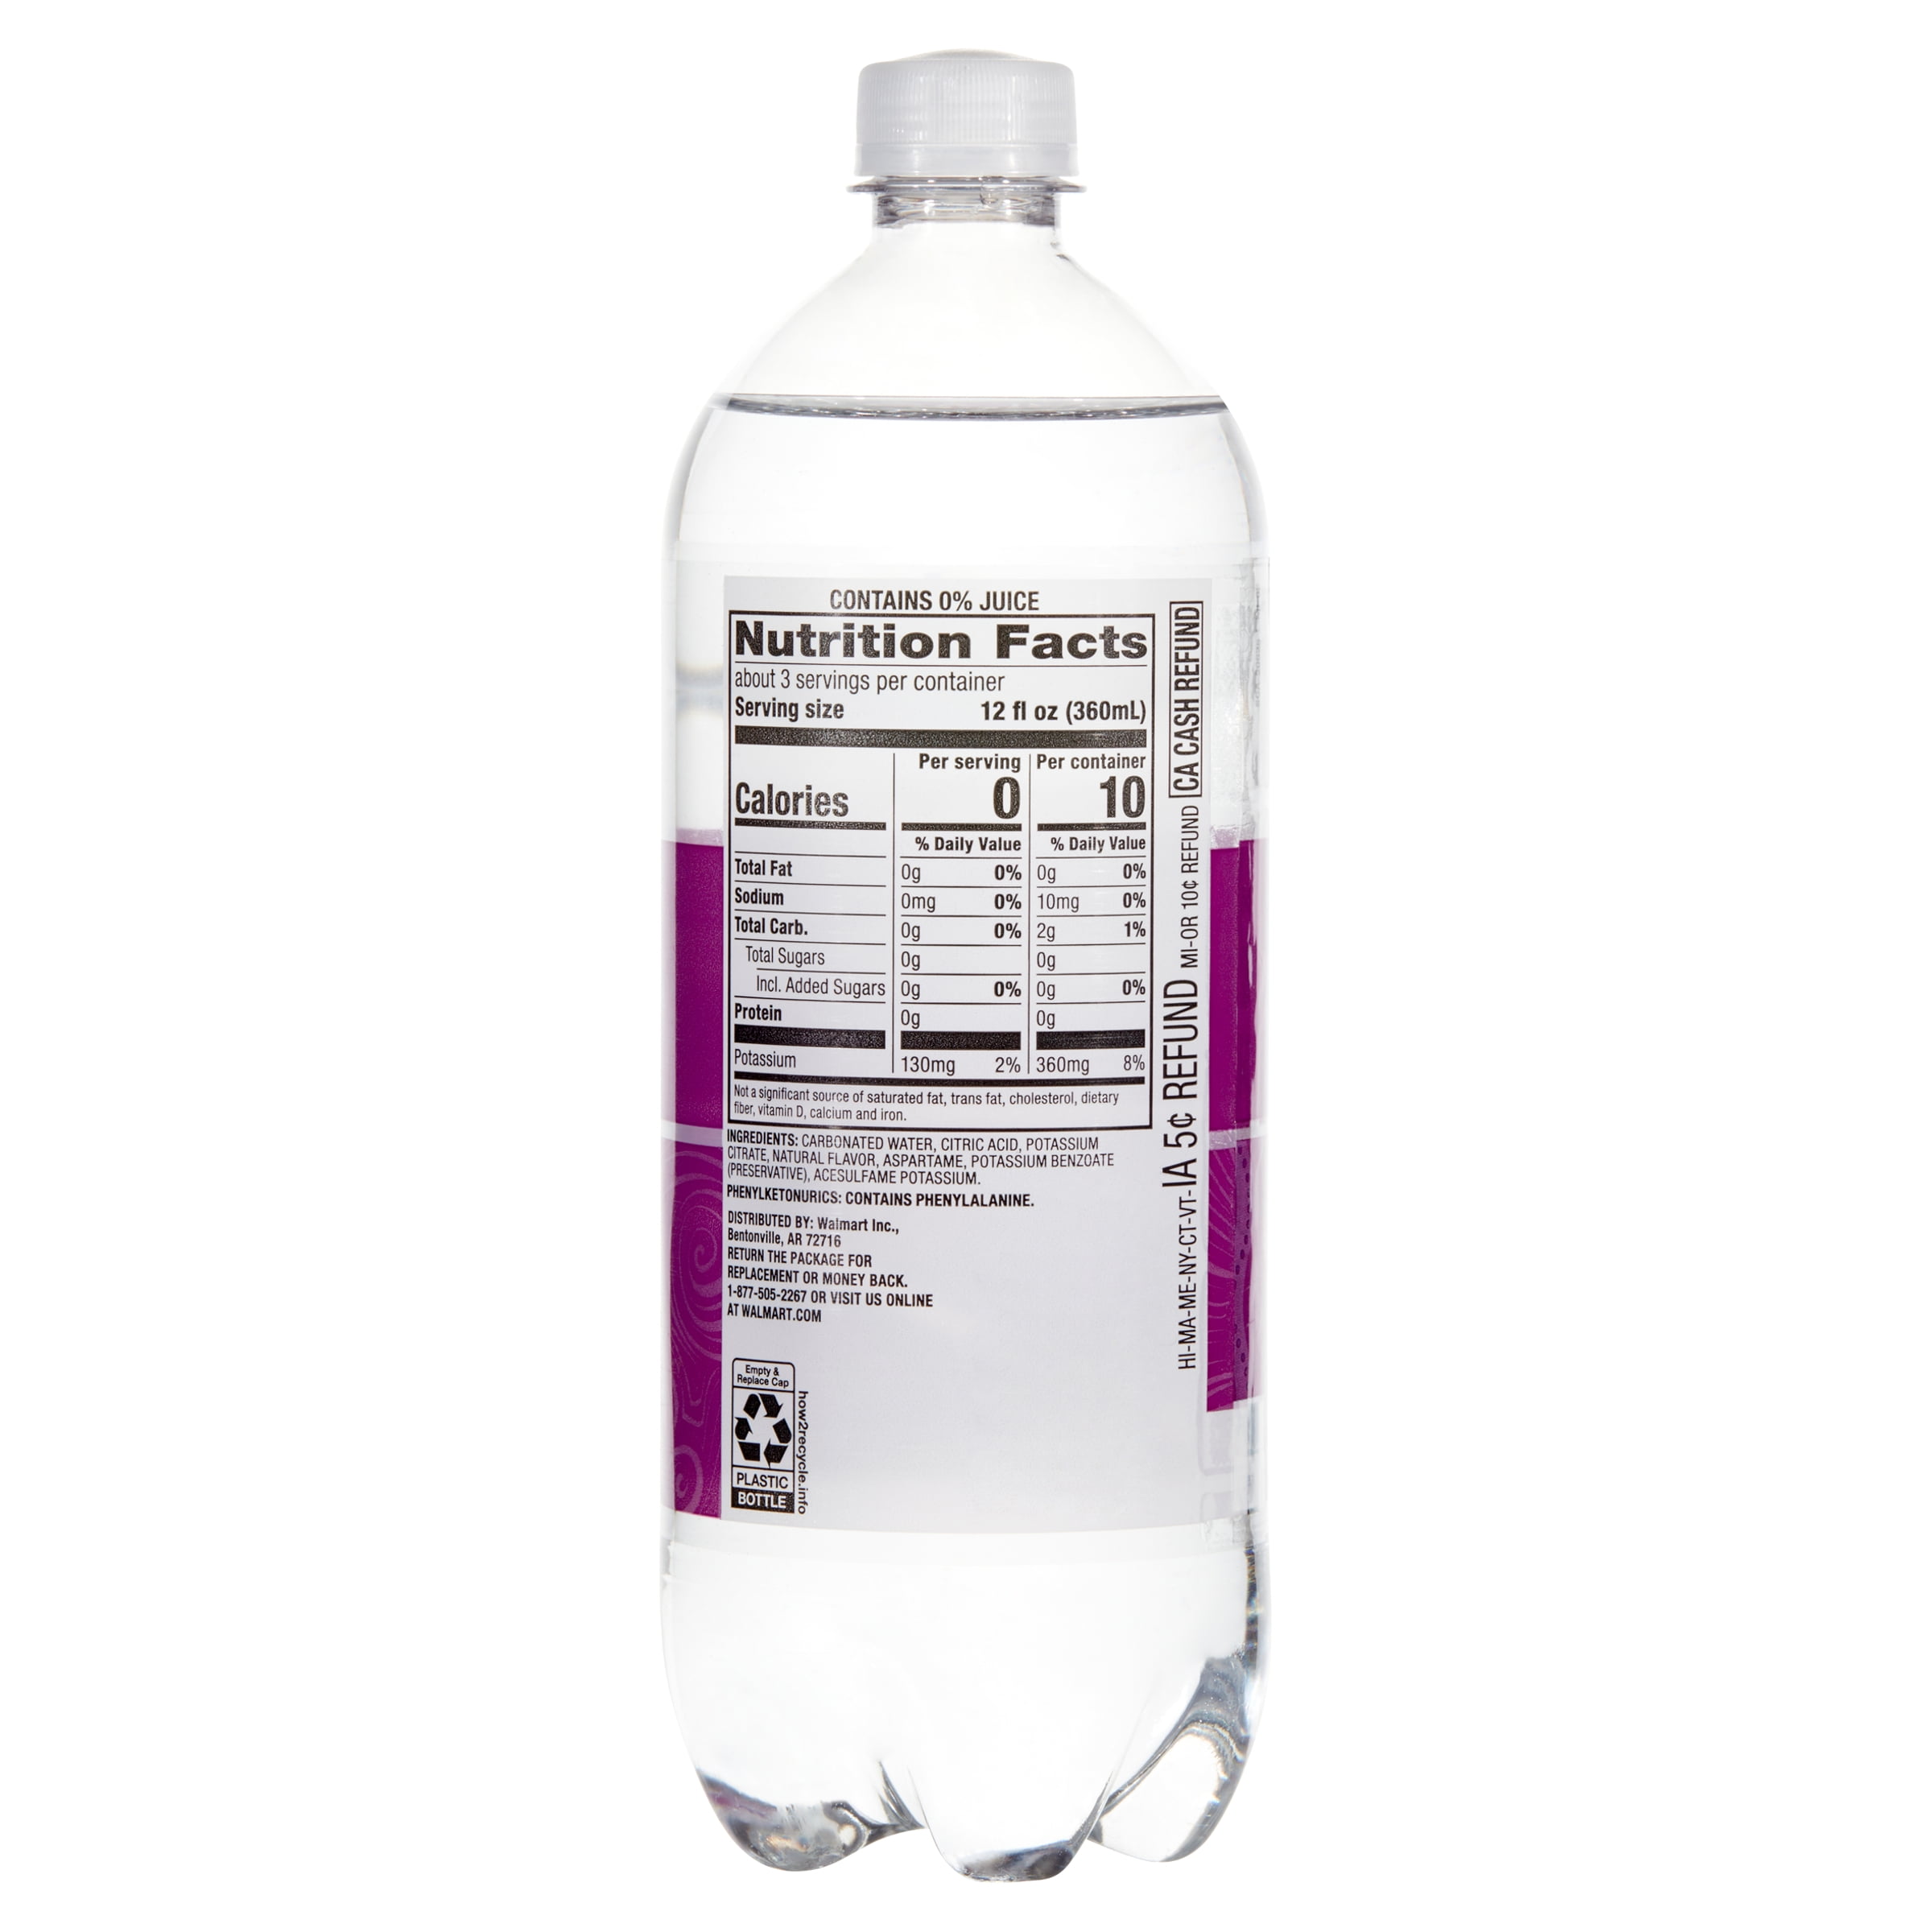 CONTAINS 0% JUICE
Nutrition Facts
about 3 servings per container
Serving size 12 fl oz (360mL)
Per serving Per container
Calories 0 10
% Daily Value % Daily Value
Total Fat 0g 0% 0g 0%
Sodium 0mg 0% 10mg 0%
Total Carb. 0g 0% 2g 1%
Total Sugars 0g 0g
Incl. Added Sugars 0g 0% 0g 0%
Protein 0g 0g
Potassium 130mg 2% 360mg 8%
Not a significant source of saturated fat, trans fat, cholesterol, dietary
fiber, vitamin D, calcium and iron.
INGREDIENTS: CARBONATED WATER, CITRIC ACID, POTASSIUM
CITRATE, NATURAL FLAVOR, ASPARTAME, POTASSIUM BENZOATE
(PRESERVATIVE), ACESULFAME POTASSIUM.
PHENYLKETONURICS: CONTAINS PHENYLALANINE.
DISTRIBUTED BY: Walmart Inc.,
Bentonville, AR 72716
RETURN THE PACKAGE FOR
REPLACEMENT OR MONEY BACK.
1-877-505-2267 OR VISIT US ONLINE
AT WALMART.COM
Empty &
Replace Cap
PLASTIC
BOTTLE
how2recycle.info
HI-MA-ME-NY-CT-VT-IA 5¢ REFUND MI-OR 10¢ REFUND CA CASH REFUND